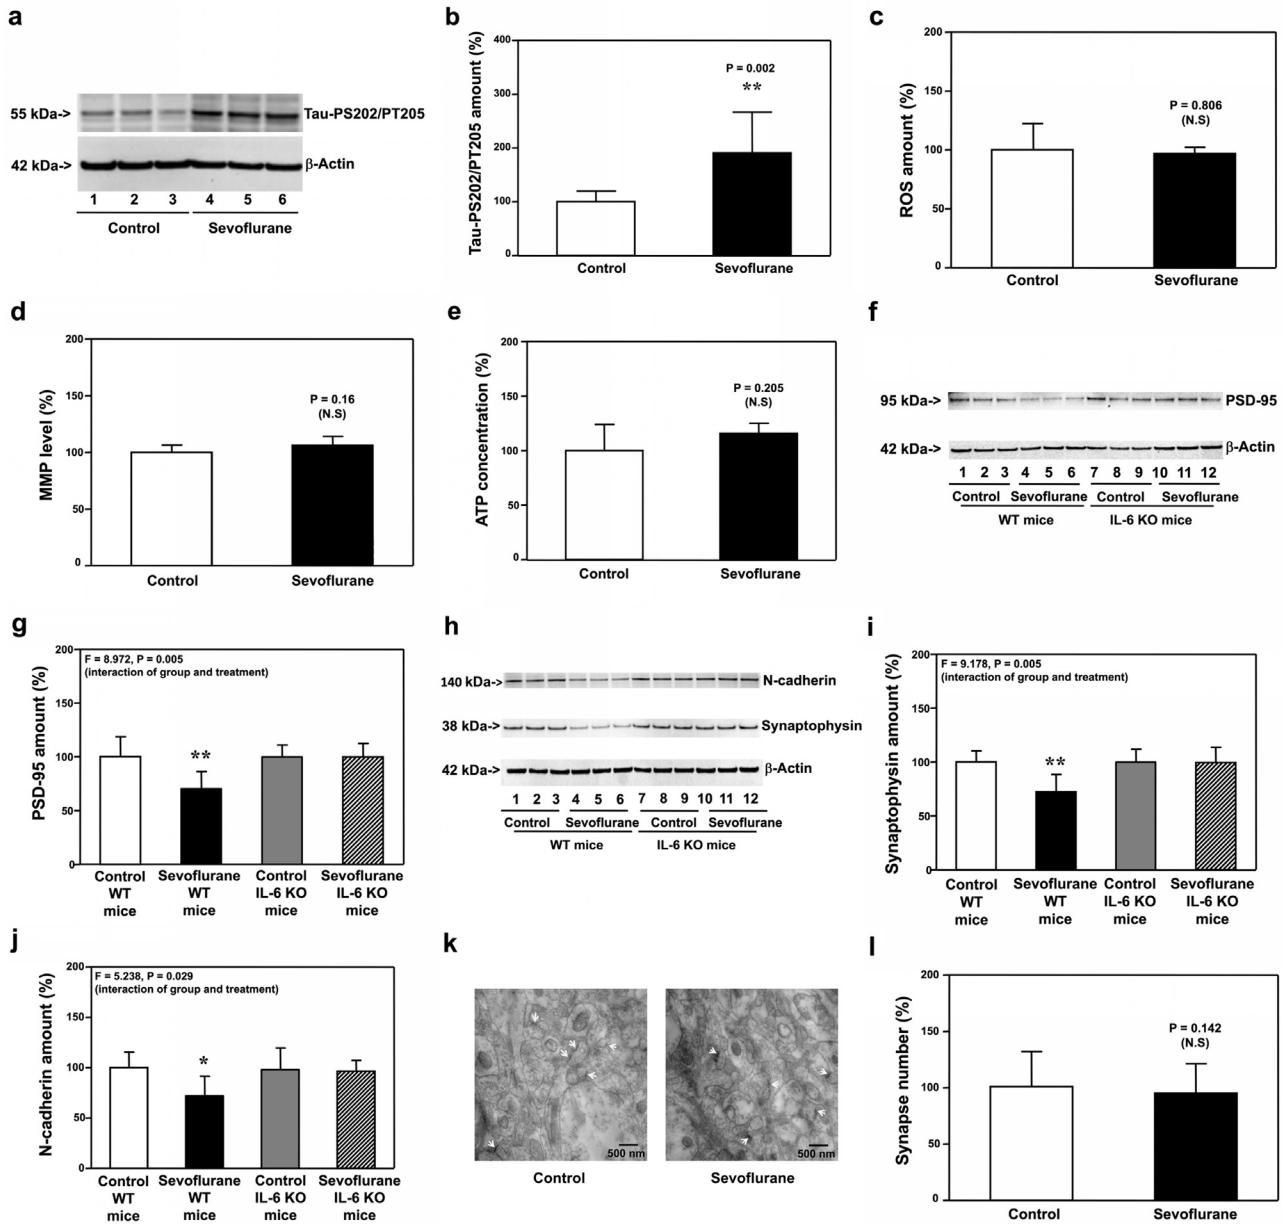 a
55 kDa->
Tau-PS202/PT205
42 kDa->
β-Actin
1 2 3 4 5 6
Control Sevoflurane
b
Tau-PS202/PT205 amount (%)
400
300
200
100
0
P = 0.002
**
Control Sevoflurane
c
ROS amount (%)
200
150
100
50
0
P = 0.806
(N.S)
Control Sevoflurane
d
MMP level (%)
200
150
100
50
0
P = 0.16
(N.S)
Control Sevoflurane
e
ATP concentration (%)
200
150
100
50
0
P = 0.205
(N.S)
Control Sevoflurane
f
95 kDa->
PSD-95
42 kDa->
β-Actin
1 2 3 4 5 6 7 8 9 10 11 12
Control Sevoflurane Control Sevoflurane
WT mice IL-6 KO mice
g
PSD-95 amount (%)
200
150
100
50
0
F = 8.972, P = 0.005
(interaction of group and treatment)
**
Control Sevoflurane Control Sevoflurane
WT WT IL-6 KO IL-6 KO
mice mice mice mice
h
140 kDa->
N-cadherin
38 kDa->
Synaptophysin
42 kDa->
β-Actin
1 2 3 4 5 6 7 8 9 10 11 12
Control Sevoflurane Control Sevoflurane
WT mice IL-6 KO mice
i
Synaptophysin amount (%)
200
150
100
50
0
F = 9.178, P = 0.005
(interaction of group and treatment)
**
Control Sevoflurane Control Sevoflurane
WT WT IL-6 KO IL-6 KO
mice mice mice mice
j
N-cadherin amount (%)
200
150
100
50
0
F = 5.238, P = 0.029
(interaction of group and treatment)
*
Control Sevoflurane Control Sevoflurane
WT WT IL-6 KO IL-6 KO
mice mice mice mice
k
500 nm
500 nm
Control Sevoflurane
l
Synapse number (%)
200
150
100
50
0
P = 0.142
(N.S)
Control Sevoflurane